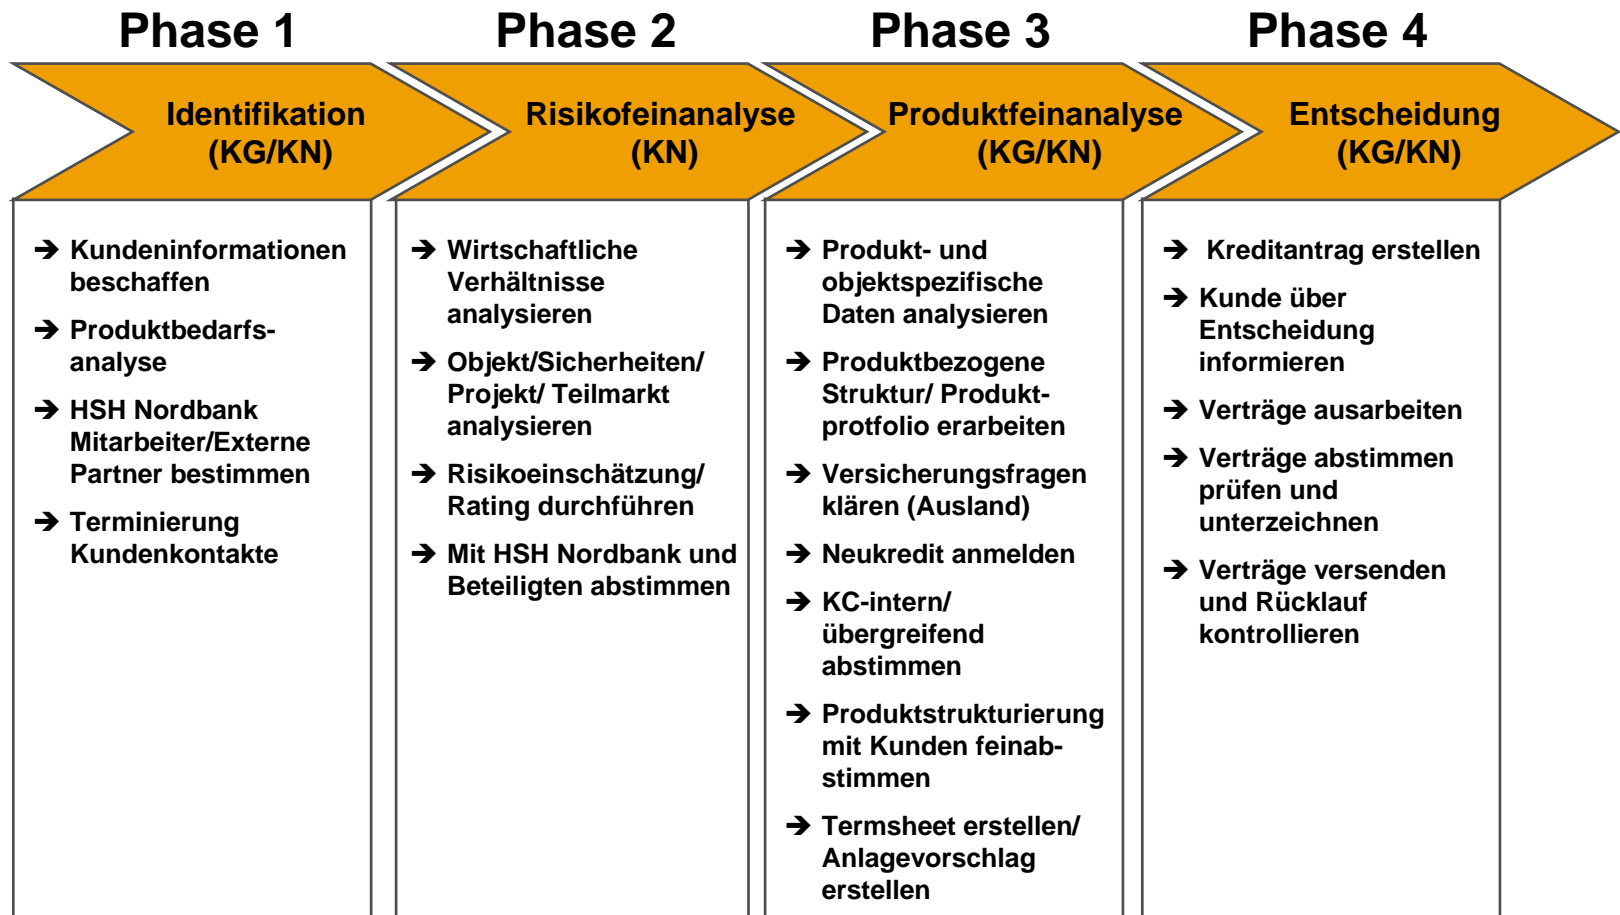 Phase 1
Phase 2
Phase 3
Phase 4
Identifikation
(KG/KN)
Risikofeinanalyse
(KN)
Produktfeinanalyse
(KG/KN)
Entscheidung
(KG/KN)
➔ Kundeninformationen
beschaffen
➔ Produktbedarfs-
analyse
➔ HSH Nordbank
Mitarbeiter/Externe
Partner bestimmen
➔ Terminierung
Kundenkontakte
➔ Wirtschaftliche
Verhältnisse
analysieren
➔ Objekt/Sicherheiten/
Projekt/ Teilmarkt
analysieren
➔ Risikoeinschätzung/
Rating durchführen
➔ Mit HSH Nordbank und
Beteiligten abstimmen
➔ Produkt- und
objektspezifische
Daten analysieren
➔ Produktbezogene
Struktur/ Produkt-
protfolio erarbeiten
➔ Versicherungsfragen
klären (Ausland)
➔ Neukredit anmelden
➔ KC-intern/
übergreifend
abstimmen
➔ Produktstrukturierung
mit Kunden feinab-
stimmen
➔ Termsheet erstellen/
Anlagevorschlag
erstellen
➔ Kreditantrag erstellen
➔ Kunde über
Entscheidung
informieren
➔ Verträge ausarbeiten
➔ Verträge abstimmen
prüfen und
unterzeichnen
➔ Verträge versenden
und Rücklauf
kontrollieren